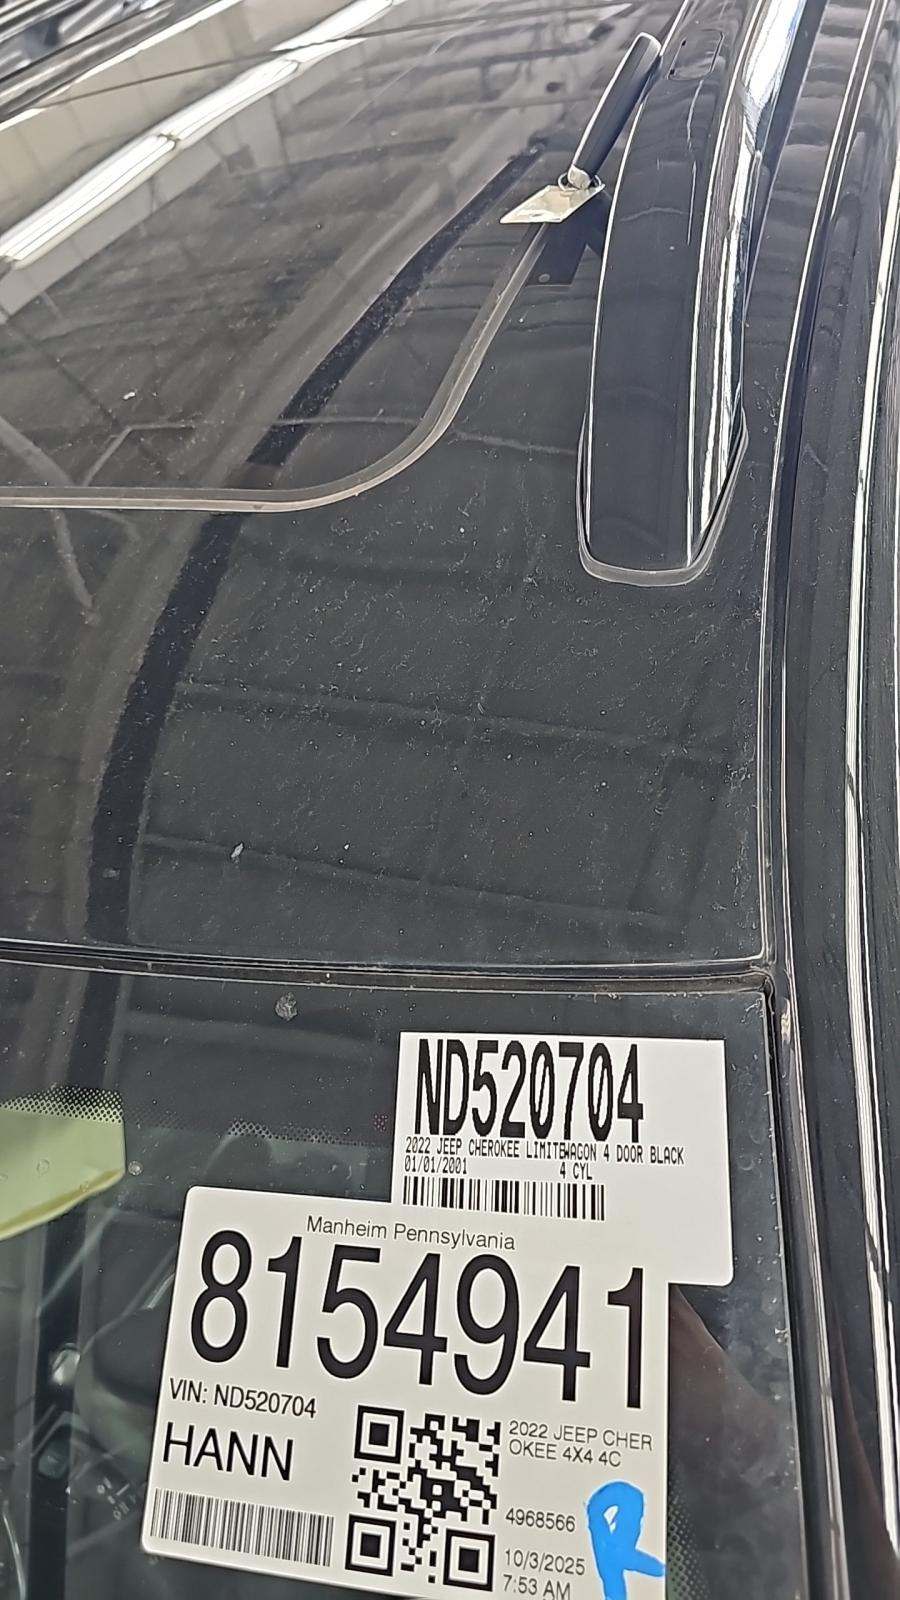 ND520704
2022 JEEP CHEROKEE LIMITEWAGON 4 DOOR BLACK
01/01/2001 4 CYL
Manheim Pennsylvania
8154941
VIN: ND520704
HANN
2022 JEEP CHER
OKEE 4X4 4C
4968566
10/3/2025
7:53 AM
R